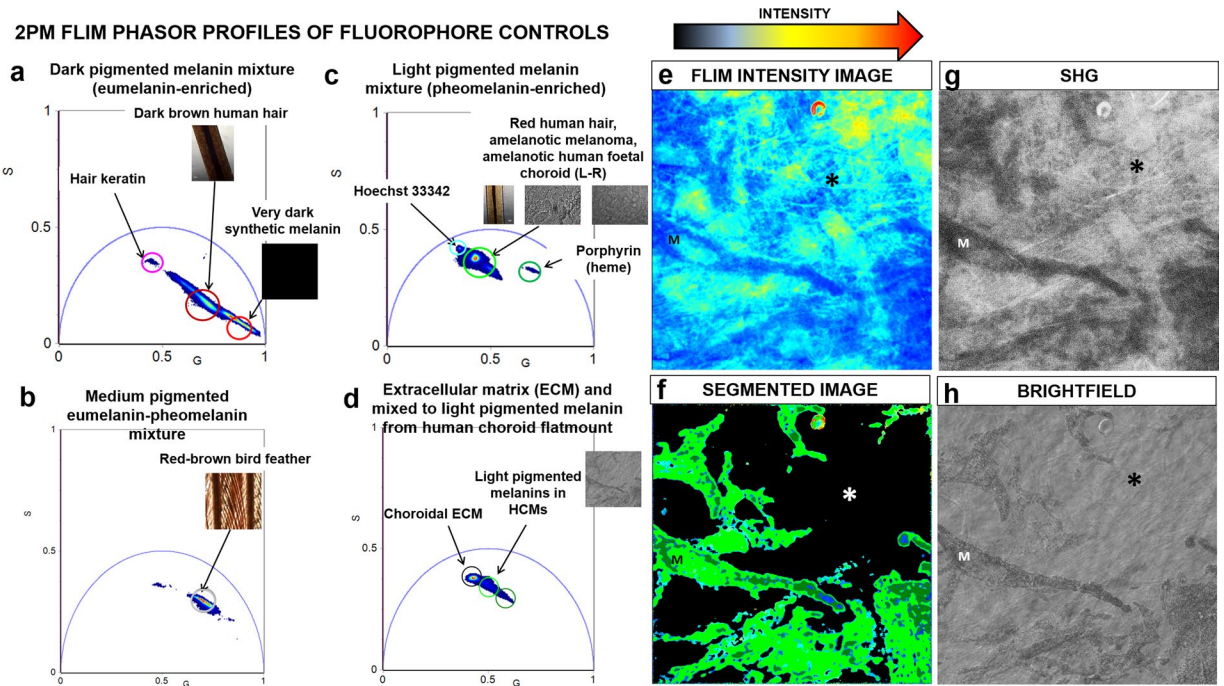 2PM FLIM PHASOR PROFILES OF FLUOROPHORE CONTROLS
INTENSITY
a
Dark pigmented melanin mixture
(eumelanin-enriched)
1
Dark brown human hair
S
Hair keratin
Very dark
synthetic melanin
0.5
0
0
0.5
G
1
b
Medium pigmented
eumelanin-pheomelanin
mixture
1
Red-brown bird feather
S
0.5
0
0
0.5
G
1
c
Light pigmented melanin
mixture (pheomelanin-enriched)
1
Red human hair,
amelanotic melanoma,
amelanotic human foetal
choroid (L-R)
S
Hoechst 33342
0.5
Porphyrin
(heme)
0
0
0.5
G
1
d
Extracellular matrix (ECM) and
mixed to light pigmented melanin
from human choroid flatmount
1
Light pigmented
melanins in
HCMs
S
Choroidal ECM
0.5
0
0
0.5
G
1
e
FLIM INTENSITY IMAGE
*
M
f
SEGMENTED IMAGE
*
M
g
SHG
*
M
h
BRIGHTFIELD
*
M